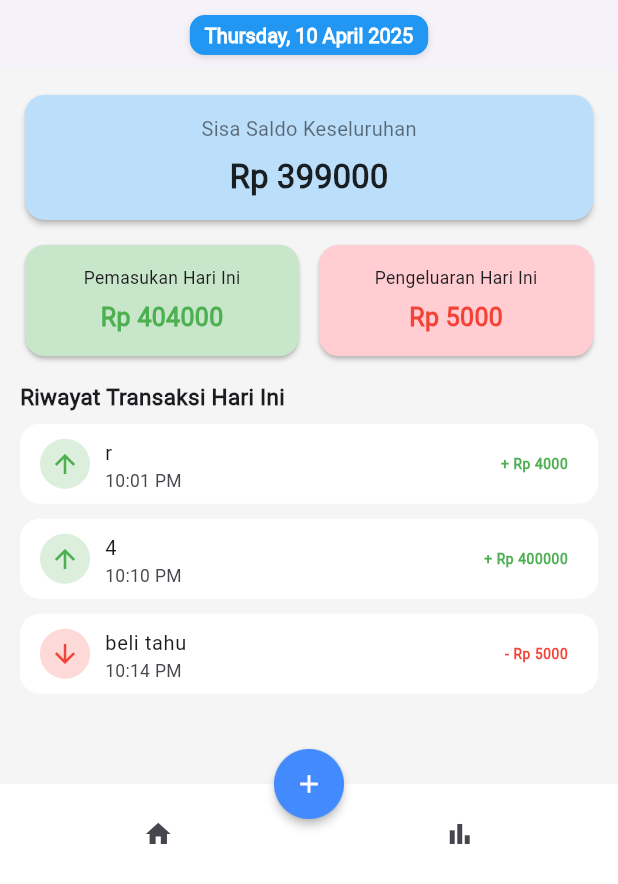 Thursday, 10 April 2025
Sisa Saldo Keseluruhan
Rp 399000
Pemasukan Hari Ini
Rp 404000
Pengeluaran Hari Ini
Rp 5000
Riwayat Transaksi Hari Ini
r
+ Rp 4000
10:01 PM
4
+ Rp 400000
10:10 PM
beli tahu
- Rp 5000
10:14 PM